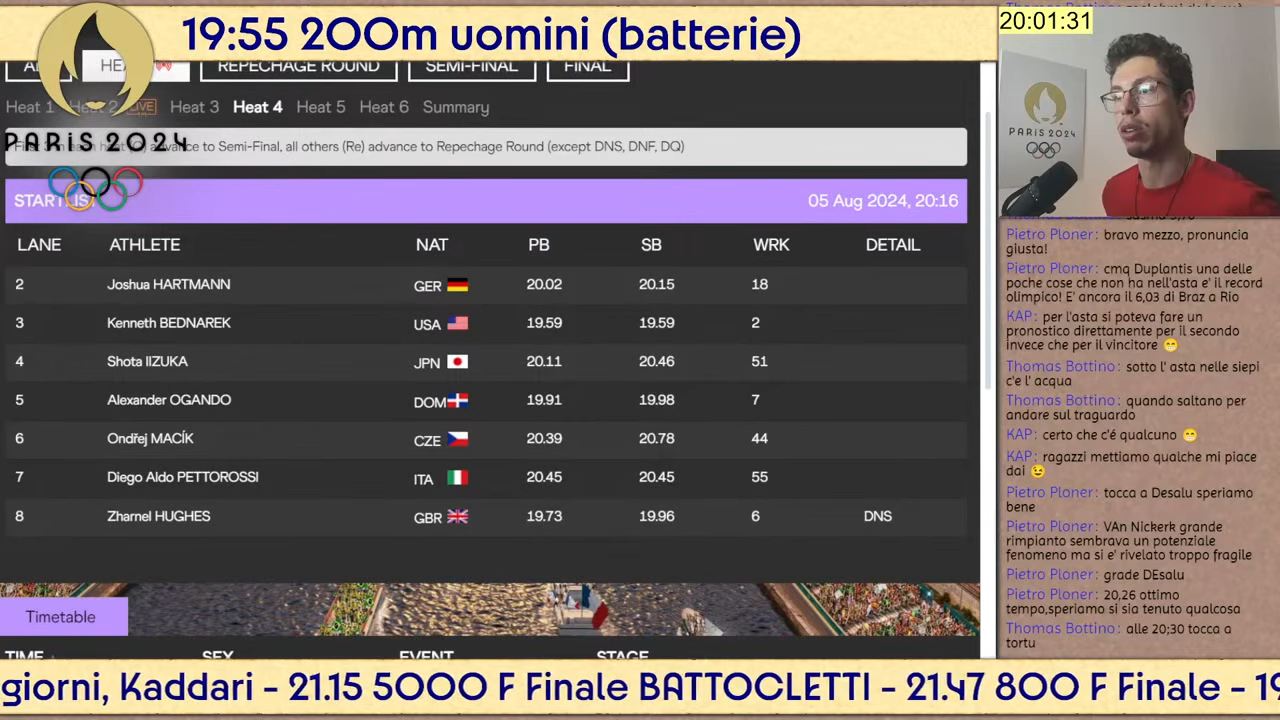 19:55 200m uomini (batterie)
20:01:31
REPECHAGE ROUND
SEMI-FINAL
FINAL
Heat 1
Heat 2 LIVE
Heat 3
Heat 4
Heat 5
Heat 6
Summary
PARIS 2024
advance to Semi-Final, all others (Re) advance to Repechage Round (except DNS, DNF, DQ)
START LIST 05 Aug 2024, 20:16
LANE ATHLETE NAT PB SB WRK DETAIL
2 Joshua HARTMANN GER 20.02 20.15 18
3 Kenneth BEDNAREK USA 19.59 19.59 2
4 Shota IIZUKA JPN 20.11 20.46 51
5 Alexander OGANDO DOM 19.91 19.98 7
6 Ondřej MACÍK CZE 20.39 20.78 44
7 Diego Aldo PETTOROSSI ITA 20.45 20.45 55
8 Zharnel HUGHES GBR 19.73 19.96 6 DNS
Timetable
TIME SEX EVENT STAGE
PARIS 2024
Pietro Ploner: bravo mezzo, pronuncia
giusta!
Pietro Ploner: cmq Duplantis una delle
poche cose che non ha nell'asta e' il record
olimpico! E' ancora il 6,03 di Braz a Rio
KAP: per l'asta si poteva fare un
pronostico direttamente per il secondo
invece che per il vincitore 😁
Thomas Bottino: sotto l' asta nelle siepi
c'e l' acqua
Thomas Bottino: quando saltano per
andare sul traguardo
KAP: certo che c'é qualcuno 😁
KAP: ragazzi mettiamo qualche mi piace
dai 😉
Pietro Ploner: tocca a Desalu speriamo
bene
Pietro Ploner: VAn Nickerk grande
rimpianto sembrava un potenziale
fenomeno ma si e' rivelato troppo fragile
Pietro Ploner: grade DEsalu
Pietro Ploner: 20,26 ottimo
tempo,speriamo si sia tenuto qualcosa
Thomas Bottino: alle 20;30 tocca a
tortu
giorni, Kaddari - 21.15 5000 F Finale BATTOCLETTI - 21.47 800 F Finale - 19